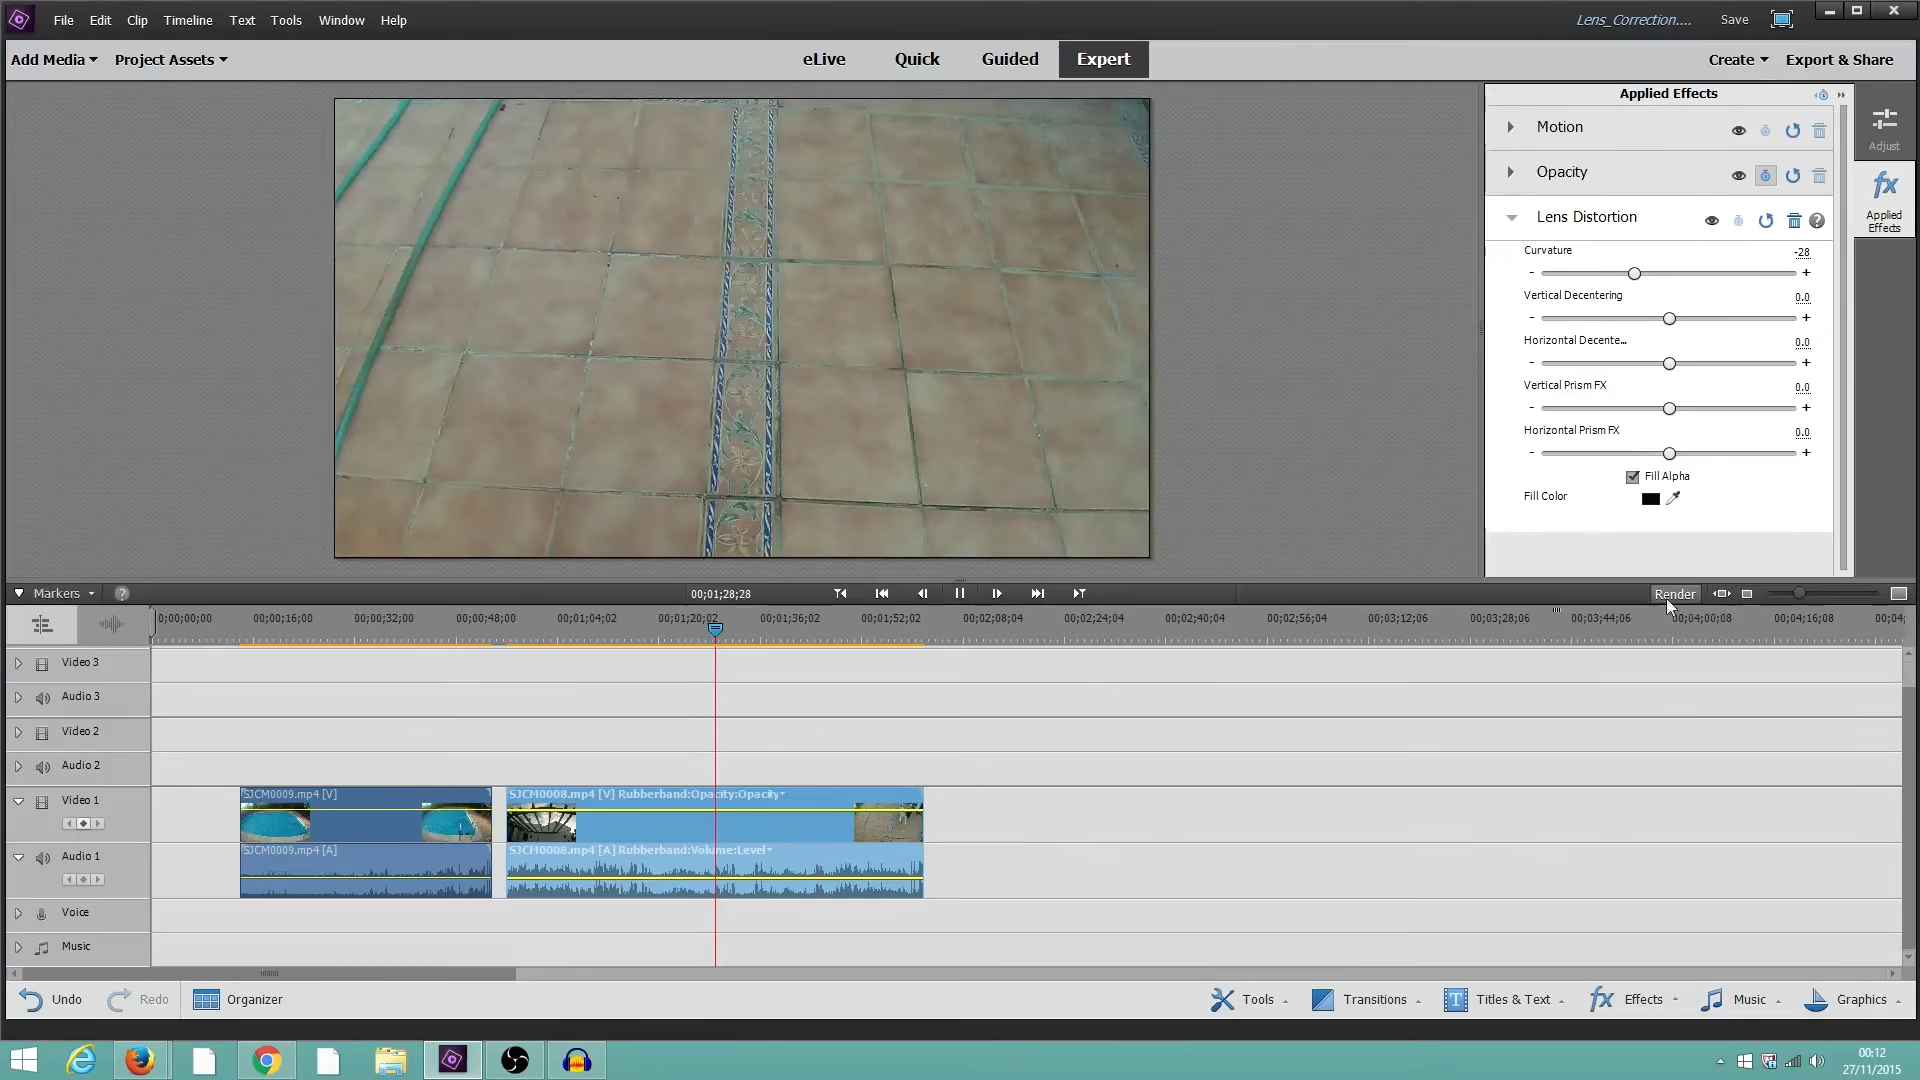 File Edit Clip Timeline Text Tools Window Help
Lens_Correction.... Save
Add Media Project Assets
eLive Quick Guided Expert
Create Export & Share
Applied Effects
Motion
Opacity
Lens Distortion
Curvature -28
- +
Vertical Decentering 0.0
- +
Horizontal Decente... 0.0
- +
Vertical Prism FX 0.0
- +
Horizontal Prism FX 0.0
- +
Fill Alpha
Fill Color
Adjust
fx
Applied
Effects
Markers ? 00;01;28;28 Render
00;00;00;00 00;00;16;00 00;00;32;00 00;00;48;00 00;01;04;02 00;01;20;02 00;01;36;02 00;01;52;02 00;02;08;04 00;02;24;04 00;02;40;04 00;02;56;04 00;03;12;06 00;03;28;06 00;03;44;06 00;04;00;08 00;04;16;08 00;04;
Video 3
Audio 3
Video 2
Audio 2
Video 1
SJCM0009.mp4 [V] SJCM0008.mp4 [V] Rubberband:Opacity:Opacity
Audio 1
SJCM0009.mp4 [A] SJCM0008.mp4 [A] Rubberband:Volume:Level
Voice
Music
Undo Redo Organizer
Tools Transitions T Titles & Text fx Effects Music Graphics
00:12
27/11/2015